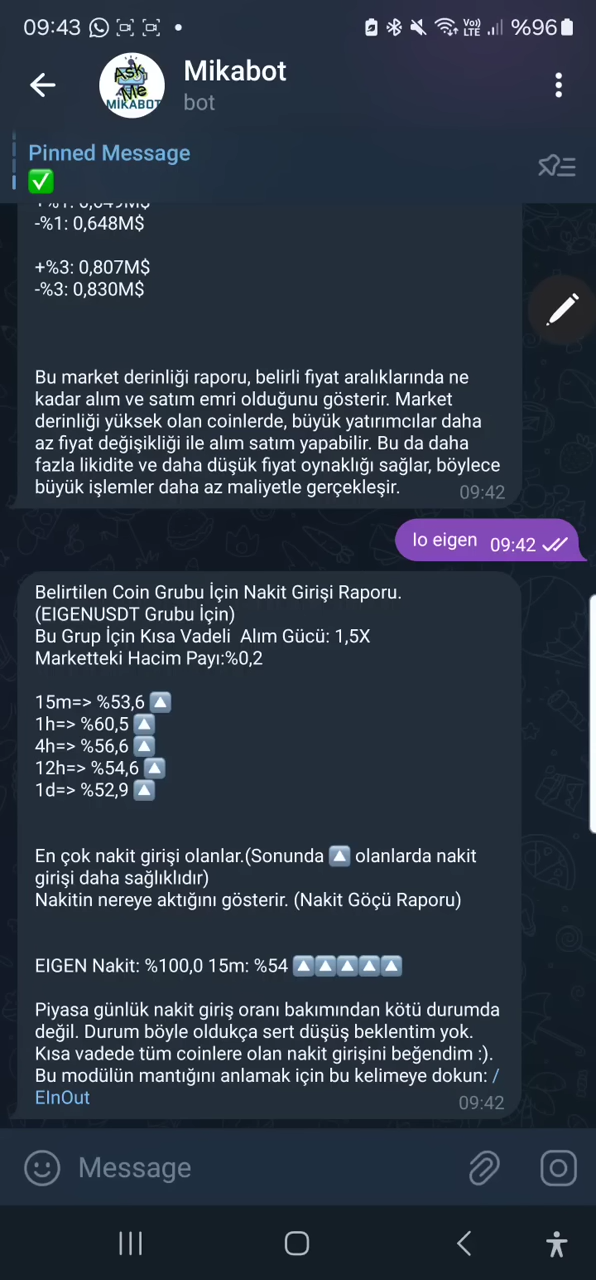 09:43
Vo)) LTE %96
Ask Me MİKABOT
Mikabot
bot
Pinned Message
✅
-%1: 0,648M$
+%3: 0,807M$
-%3: 0,830M$
Bu market derinliği raporu, belirli fiyat aralıklarında ne
kadar alım ve satım emri olduğunu gösterir. Market
derinliği yüksek olan coinlerde, büyük yatırımcılar daha
az fiyat değişikliği ile alım satım yapabilir. Bu da daha
fazla likidite ve daha düşük fiyat oynaklığı sağlar, böylece
büyük işlemler daha az maliyetle gerçekleşir.
09:42
Io eigen 09:42
Belirtilen Coin Grubu İçin Nakit Girişi Raporu.
(EIGENUSDT Grubu İçin)
Bu Grup İçin Kısa Vadeli  Alım Gücü: 1,5X
Marketteki Hacim Payı:%0,2
15m=> %53,6 🔼
1h=> %60,5 🔼
4h=> %56,6 🔼
12h=> %54,6 🔼
1d=> %52,9 🔼
En çok nakit girişi olanlar.(Sonunda 🔼 olanlarda nakit
girişi daha sağlıklıdır)
Nakitin nereye aktığını gösterir. (Nakit Göçü Raporu)
EIGEN Nakit: %100,0 15m: %54 🔼🔼🔼🔼🔼
Piyasa günlük nakit giriş oranı bakımından kötü durumda
değil. Durum böyle oldukça sert düşüş beklentim yok.
Kısa vadede tüm coinlere olan nakit girişini beğendim :).
Bu modülün mantığını anlamak için bu kelimeye dokun: /
EInOut
09:42
Message